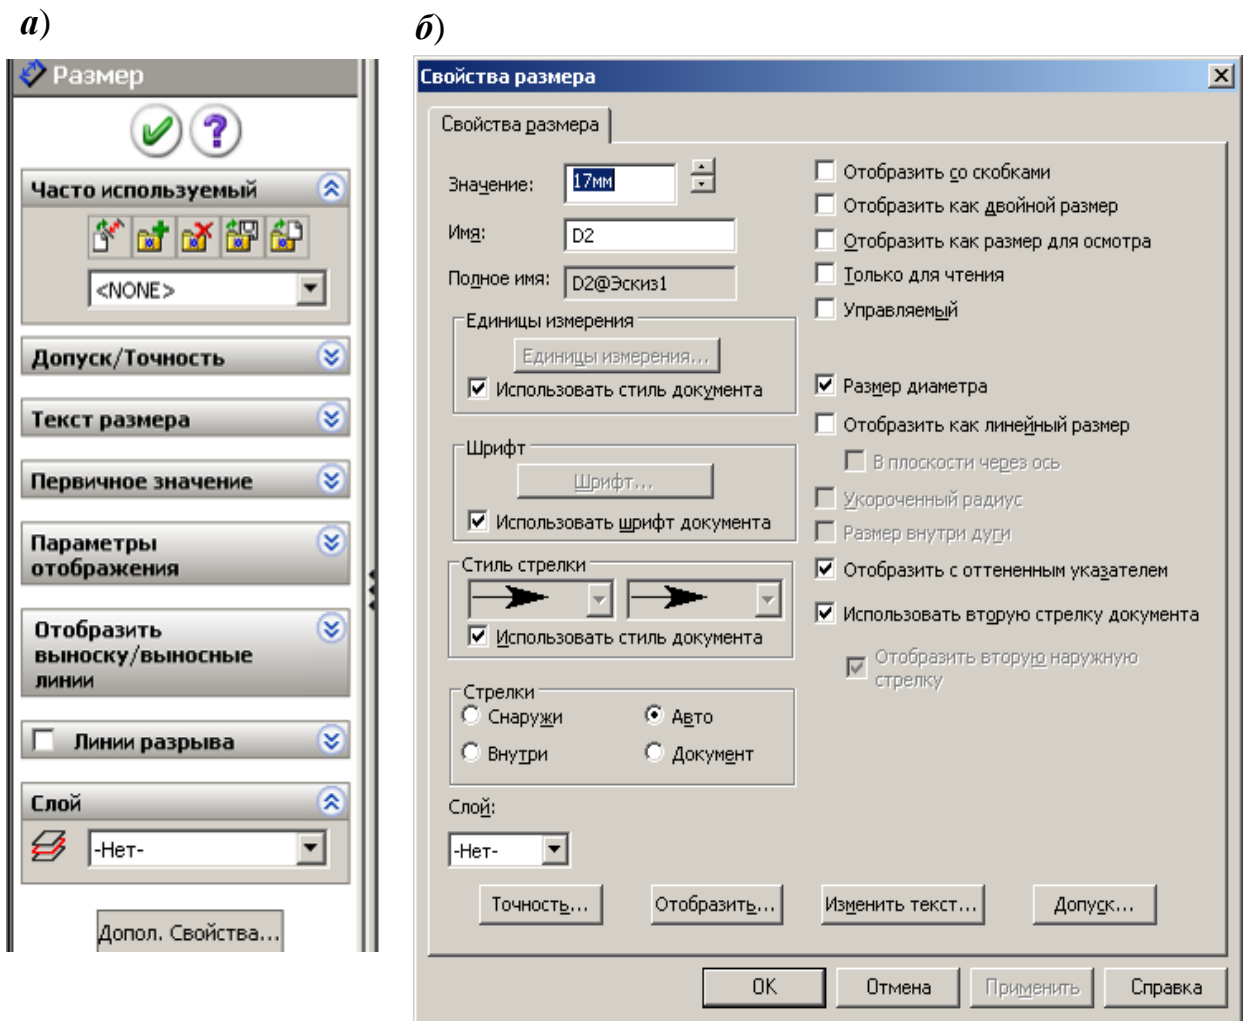 а)
Размер
Часто используемый
<NONE>
Допуск/Точность
Текст размера
Первичное значение
Параметры
отображения
Отобразить
выноску/выносные
линии
Линии разрыва
Слой
-Нет-
Допол. Свойства...
б)
Свойства размера
Свойства размера
Значение:
17мм
Имя:
D2
Полное имя:
D2@Эскиз1
Единицы измерения
Единицы измерения...
Использовать стиль документа
Шрифт
Шрифт...
Использовать шрифт документа
Стиль стрелки
Использовать стиль документа
Стрелки
Снаружи
Авто
Внутри
Документ
Слой:
-Нет-
Отобразить со скобками
Отобразить как двойной размер
Отобразить как размер для осмотра
Только для чтения
Управляемый
Размер диаметра
Отобразить как линейный размер
В плоскости через ось
Укороченный радиус
Размер внутри дуги
Отобразить с оттененным указателем
Использовать вторую стрелку документа
Отобразить вторую наружную
стрелку
Точность...
Отобразить...
Изменить текст...
Допуск...
OK
Отмена
Применить
Справка